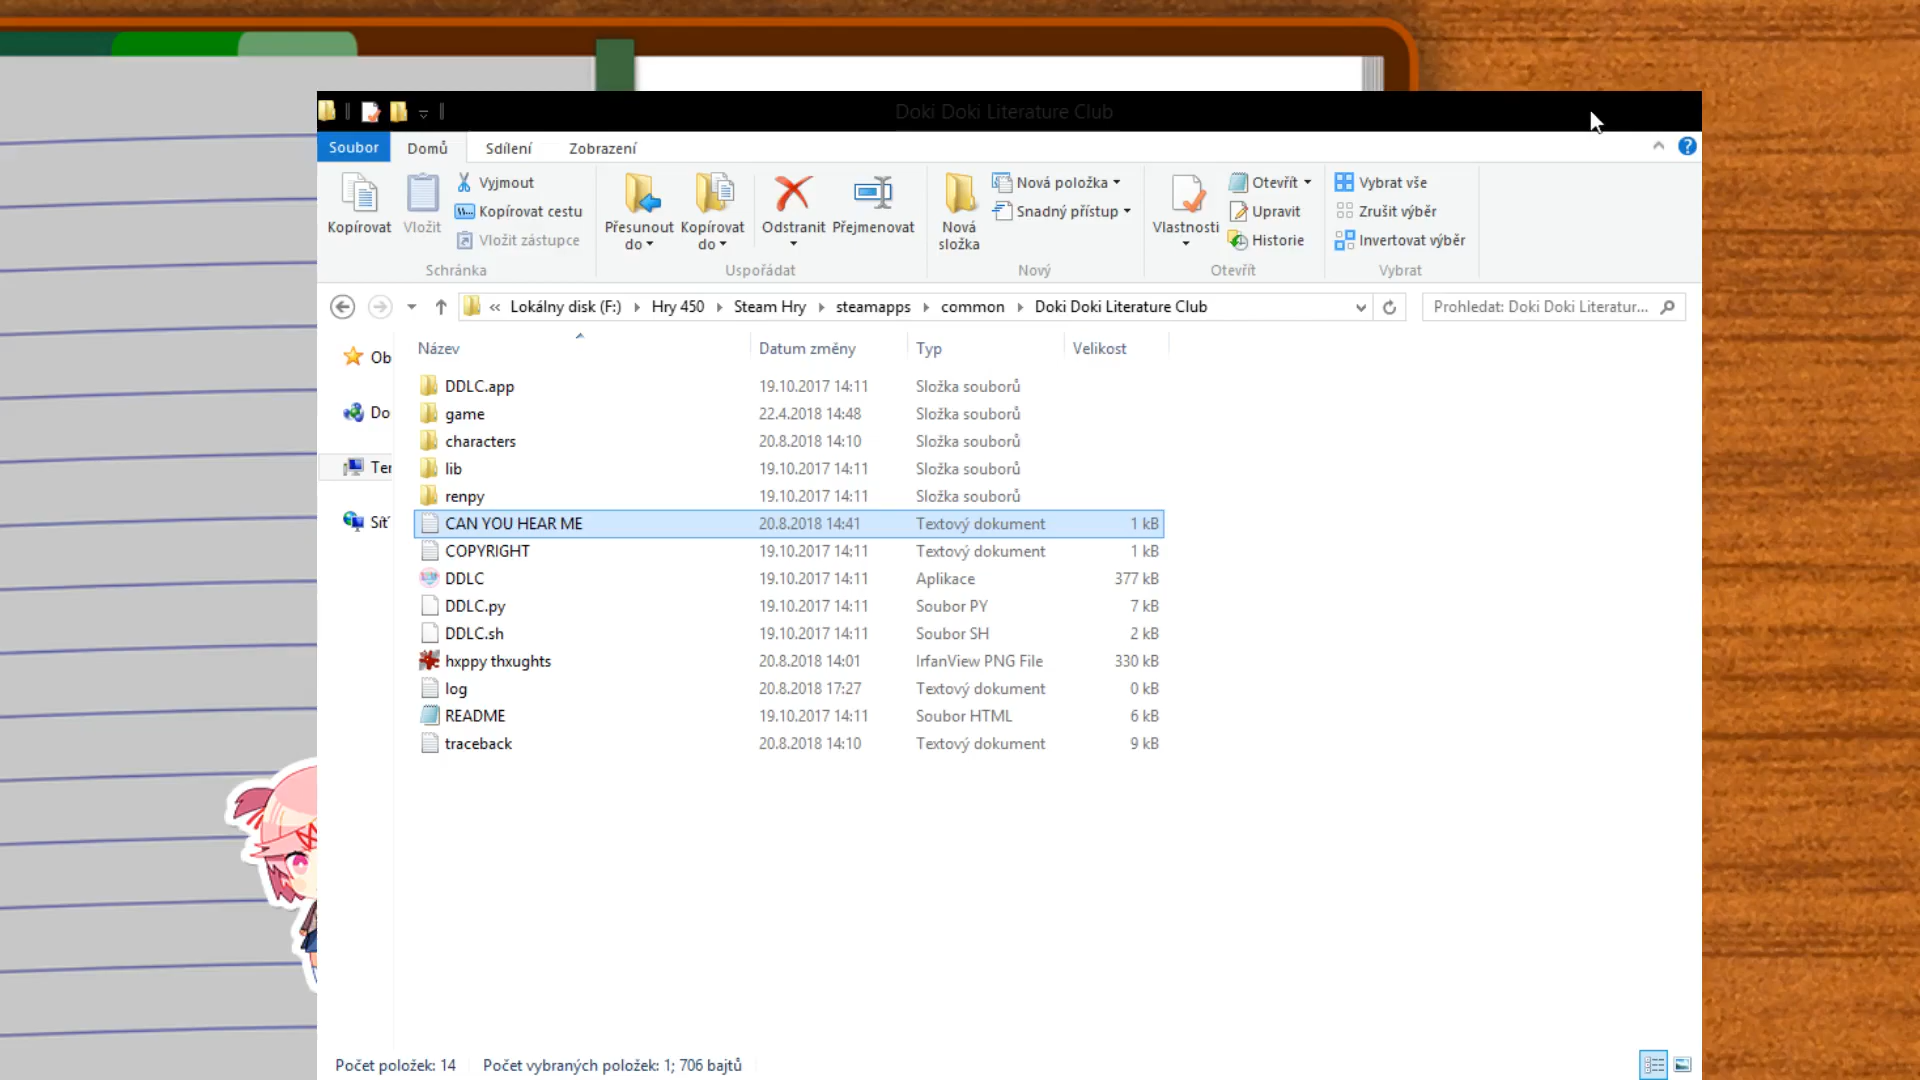 Doki Doki Literature Club
Soubor Domů Sdílení Zobrazení
Kopírovat
Vložit
Vyjmout
Kopírovat cestu
Vložit zástupce
Schránka
Přesunout do
Kopírovat do
Odstranit
Přejmenovat
Uspořádat
Nová složka
Nová položka
Snadný přístup
Nový
Vlastnosti
Otevřít
Upravit
Historie
Otevřít
Vybrat vše
Zrušit výběr
Invertovat výběr
Vybrat
« Lokálny disk (F:) Hry 450 Steam Hry steamapps common Doki Doki Literature Club
Prohledat: Doki Doki Literatur...
Ob
Do
Ter
Síť
Název Datum změny Typ Velikost
DDLC.app 19.10.2017 14:11 Složka souborů
game 22.4.2018 14:48 Složka souborů
characters 20.8.2018 14:10 Složka souborů
lib 19.10.2017 14:11 Složka souborů
renpy 19.10.2017 14:11 Složka souborů
CAN YOU HEAR ME 20.8.2018 14:41 Textový dokument 1 kB
COPYRIGHT 19.10.2017 14:11 Textový dokument 1 kB
DDLC 19.10.2017 14:11 Aplikace 377 kB
DDLC.py 19.10.2017 14:11 Soubor PY 7 kB
DDLC.sh 19.10.2017 14:11 Soubor SH 2 kB
hxppy thxughts 20.8.2018 14:01 IrfanView PNG File 330 kB
log 20.8.2018 17:27 Textový dokument 0 kB
README 19.10.2017 14:11 Soubor HTML 6 kB
traceback 20.8.2018 14:10 Textový dokument 9 kB
Počet položek: 14 Počet vybraných položek: 1; 706 bajtů